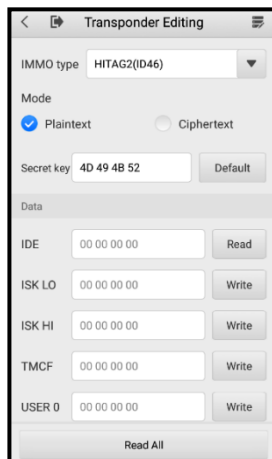 Transponder Editing
IMMO type HITAG2(ID46)
Mode
Plaintext Ciphertext
Secret key 4D 49 4B 52 Default
Data
IDE 00 00 00 00 Read
ISK LO 00 00 00 00 Write
ISK HI 00 00 00 00 Write
TMCF 00 00 00 00 Write
USER 0 00 00 00 00 Write
Read All